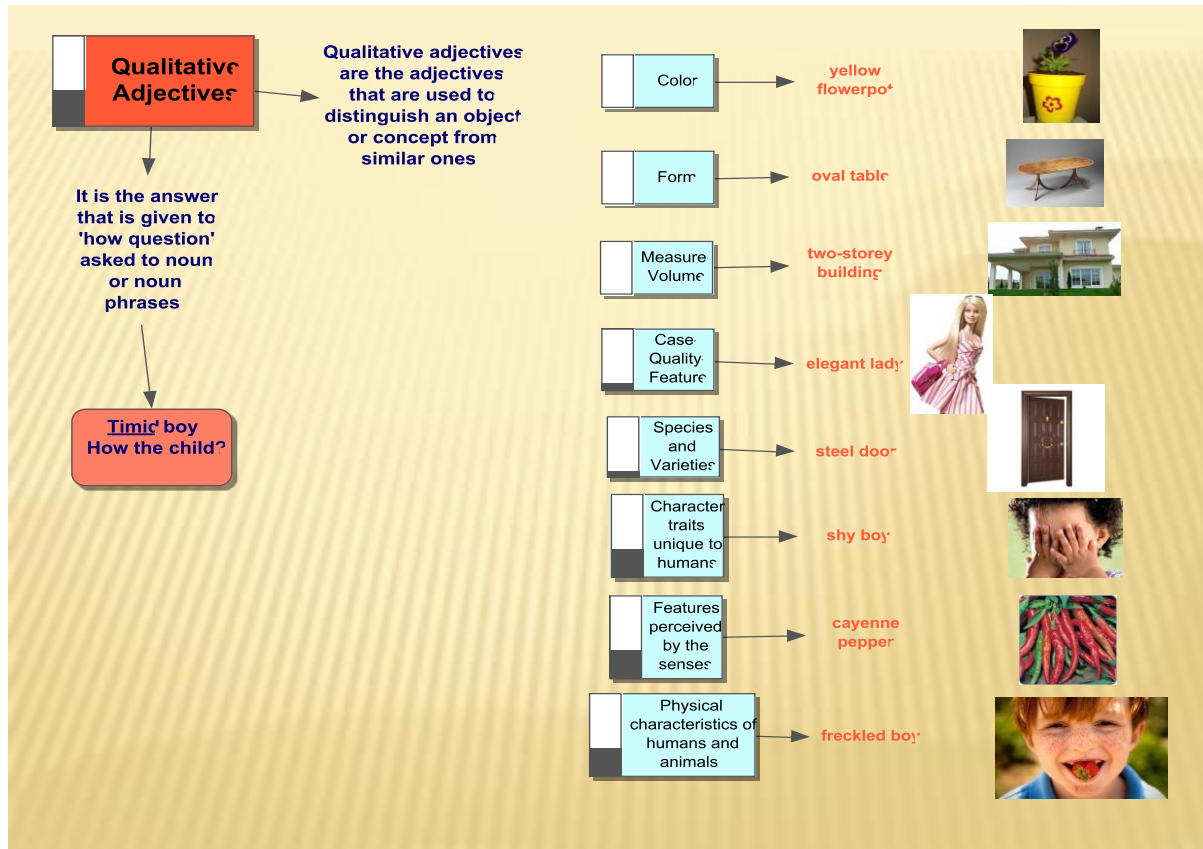 Qualitative
Adjectives
Qualitative adjectives
are the adjectives
that are used to
distinguish an object
or concept from
similar ones
It is the answer
that is given to
'how question'
asked to noun
or noun
phrases
Timid boy
How the child?
Color
yellow
flowerpot
Form
oval table
Measure-
Volume
two-storey
building
Case-
Quality-
Feature
elegant lady
Species
and
Varieties
steel door
Character
traits
unique to
humans
shy boy
Features
perceived
by the
senses
cayenne
pepper
Physical
characteristics of
humans and
animals
freckled boy